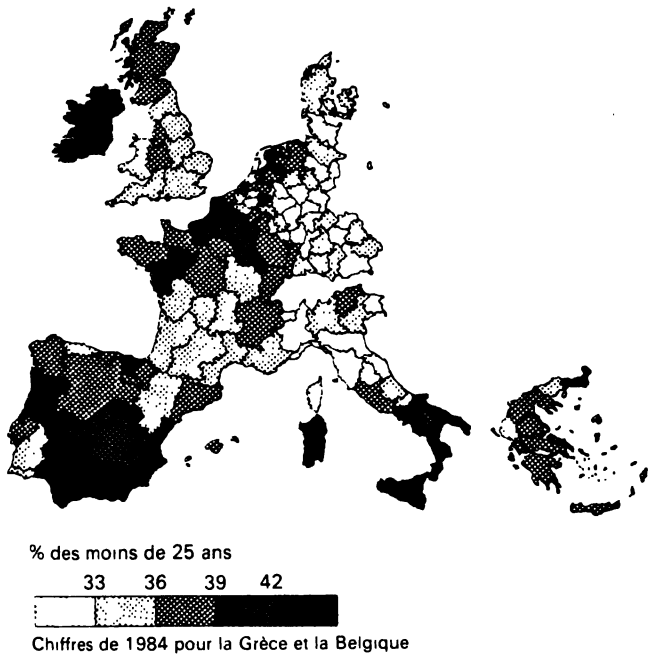 % des moins de 25 ans
33 36 39 42
Chiffres de 1984 pour la Grèce et la Belgique